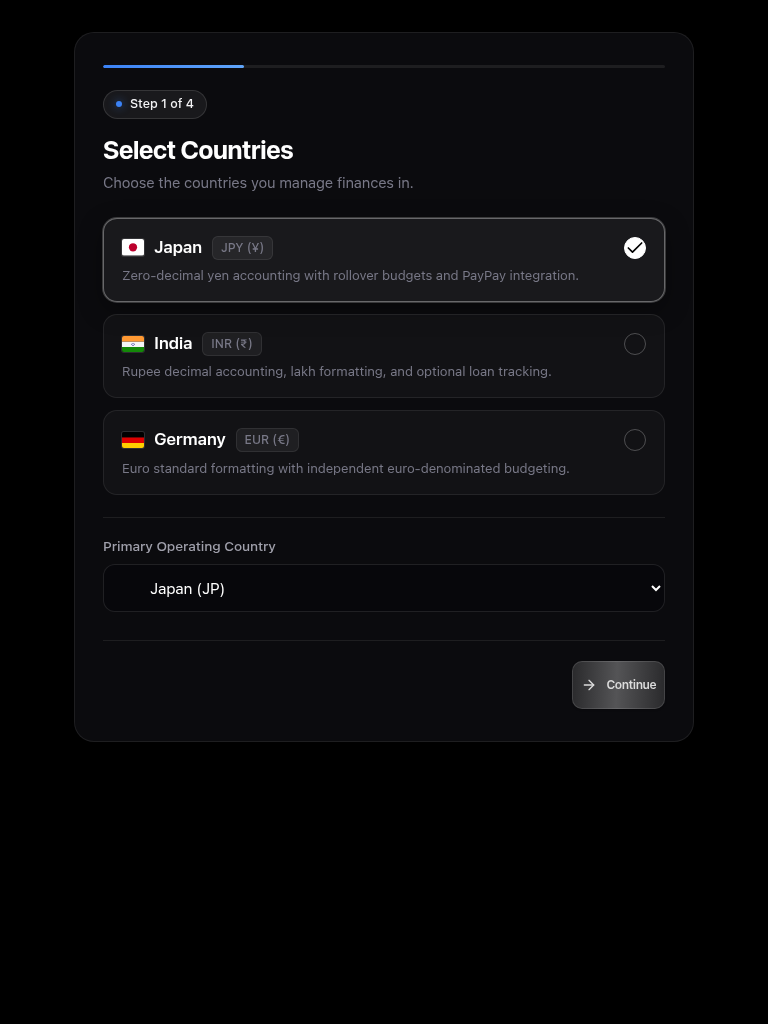 Step 1 of 4
Select Countries
Choose the countries you manage finances in.
Japan JPY (¥)
Zero-decimal yen accounting with rollover budgets and PayPay integration.
India INR (₹)
Rupee decimal accounting, lakh formatting, and optional loan tracking.
Germany EUR (€)
Euro standard formatting with independent euro-denominated budgeting.
Primary Operating Country
Japan (JP)
Continue